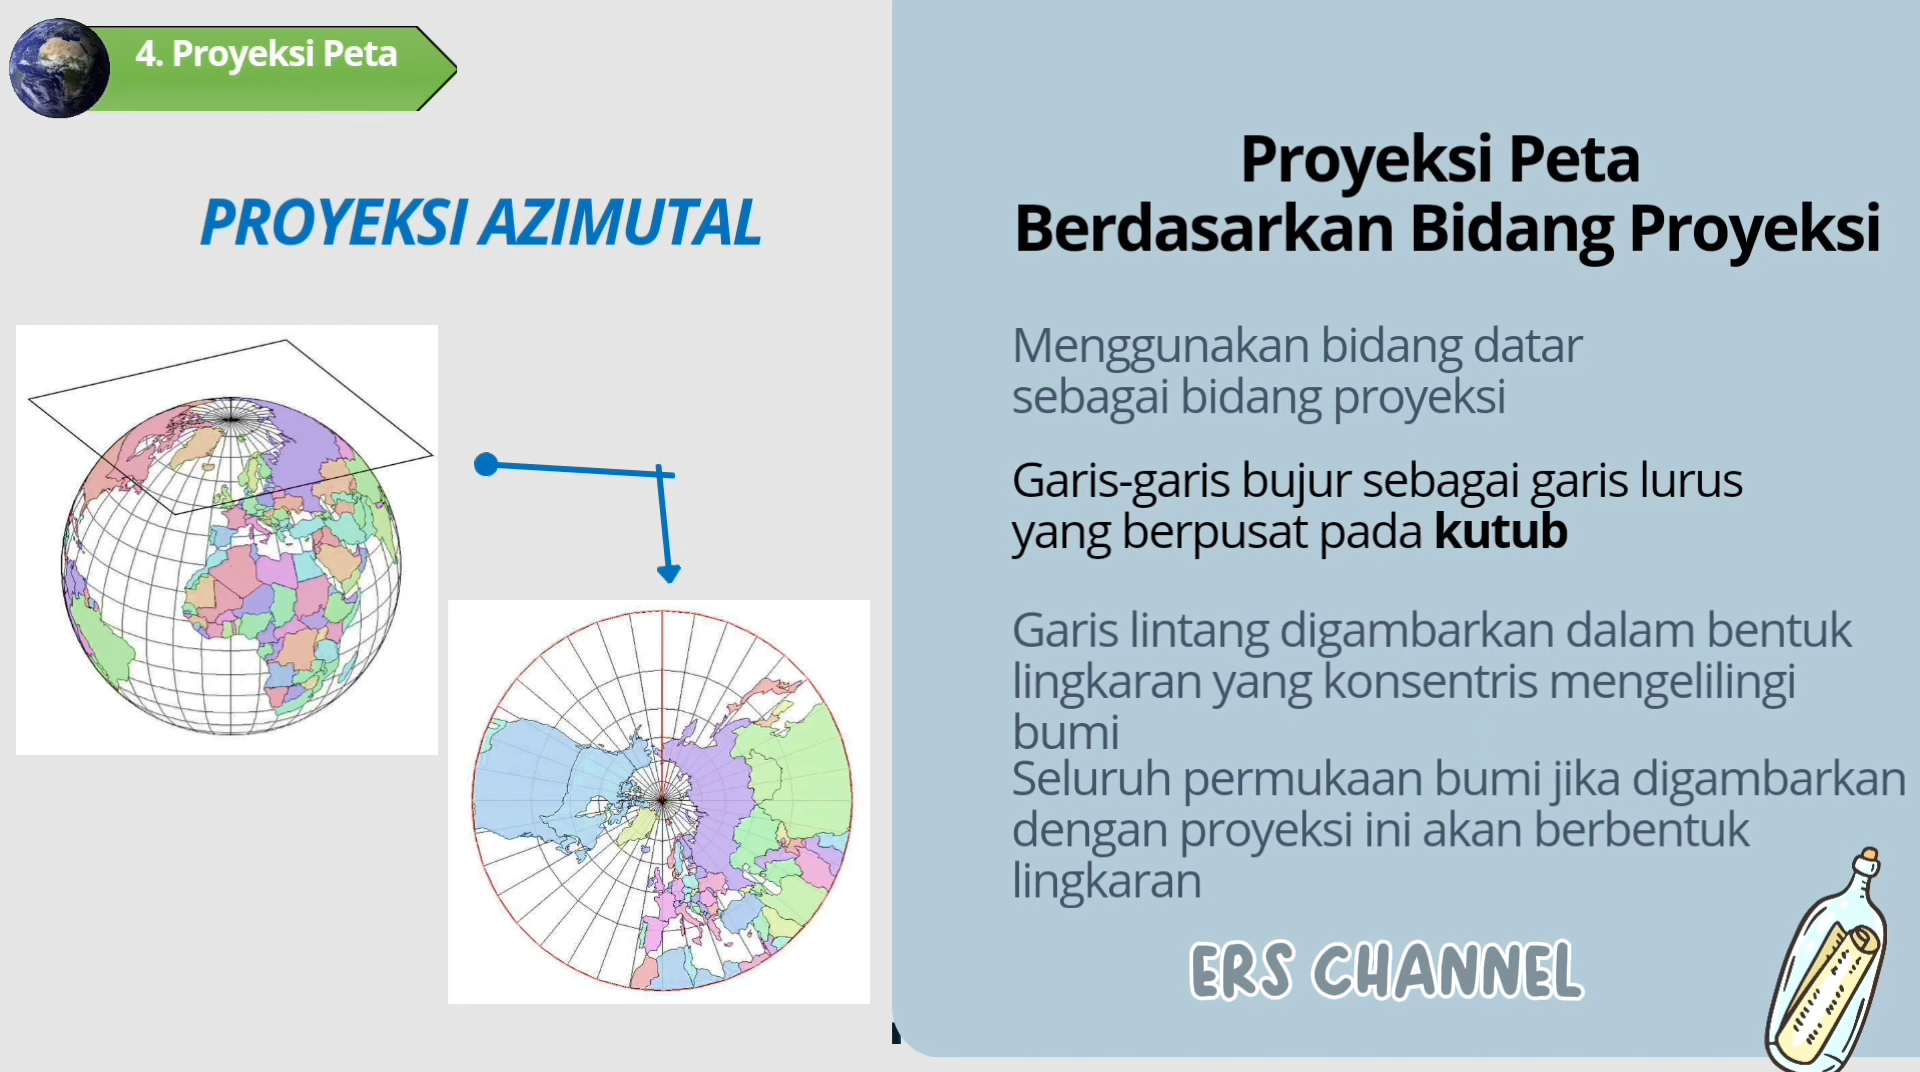 4. Proyeksi Peta
PROYEKSI AZIMUTAL
Proyeksi Peta
Berdasarkan Bidang Proyeksi
Menggunakan bidang datar
sebagai bidang proyeksi
Garis-garis bujur sebagai garis lurus
yang berpusat pada kutub
Garis lintang digambarkan dalam bentuk
lingkaran yang konsentris mengelilingi
bumi
Seluruh permukaan bumi jika digambarkan
dengan proyeksi ini akan berbentuk
lingkaran
ERS CHANNEL